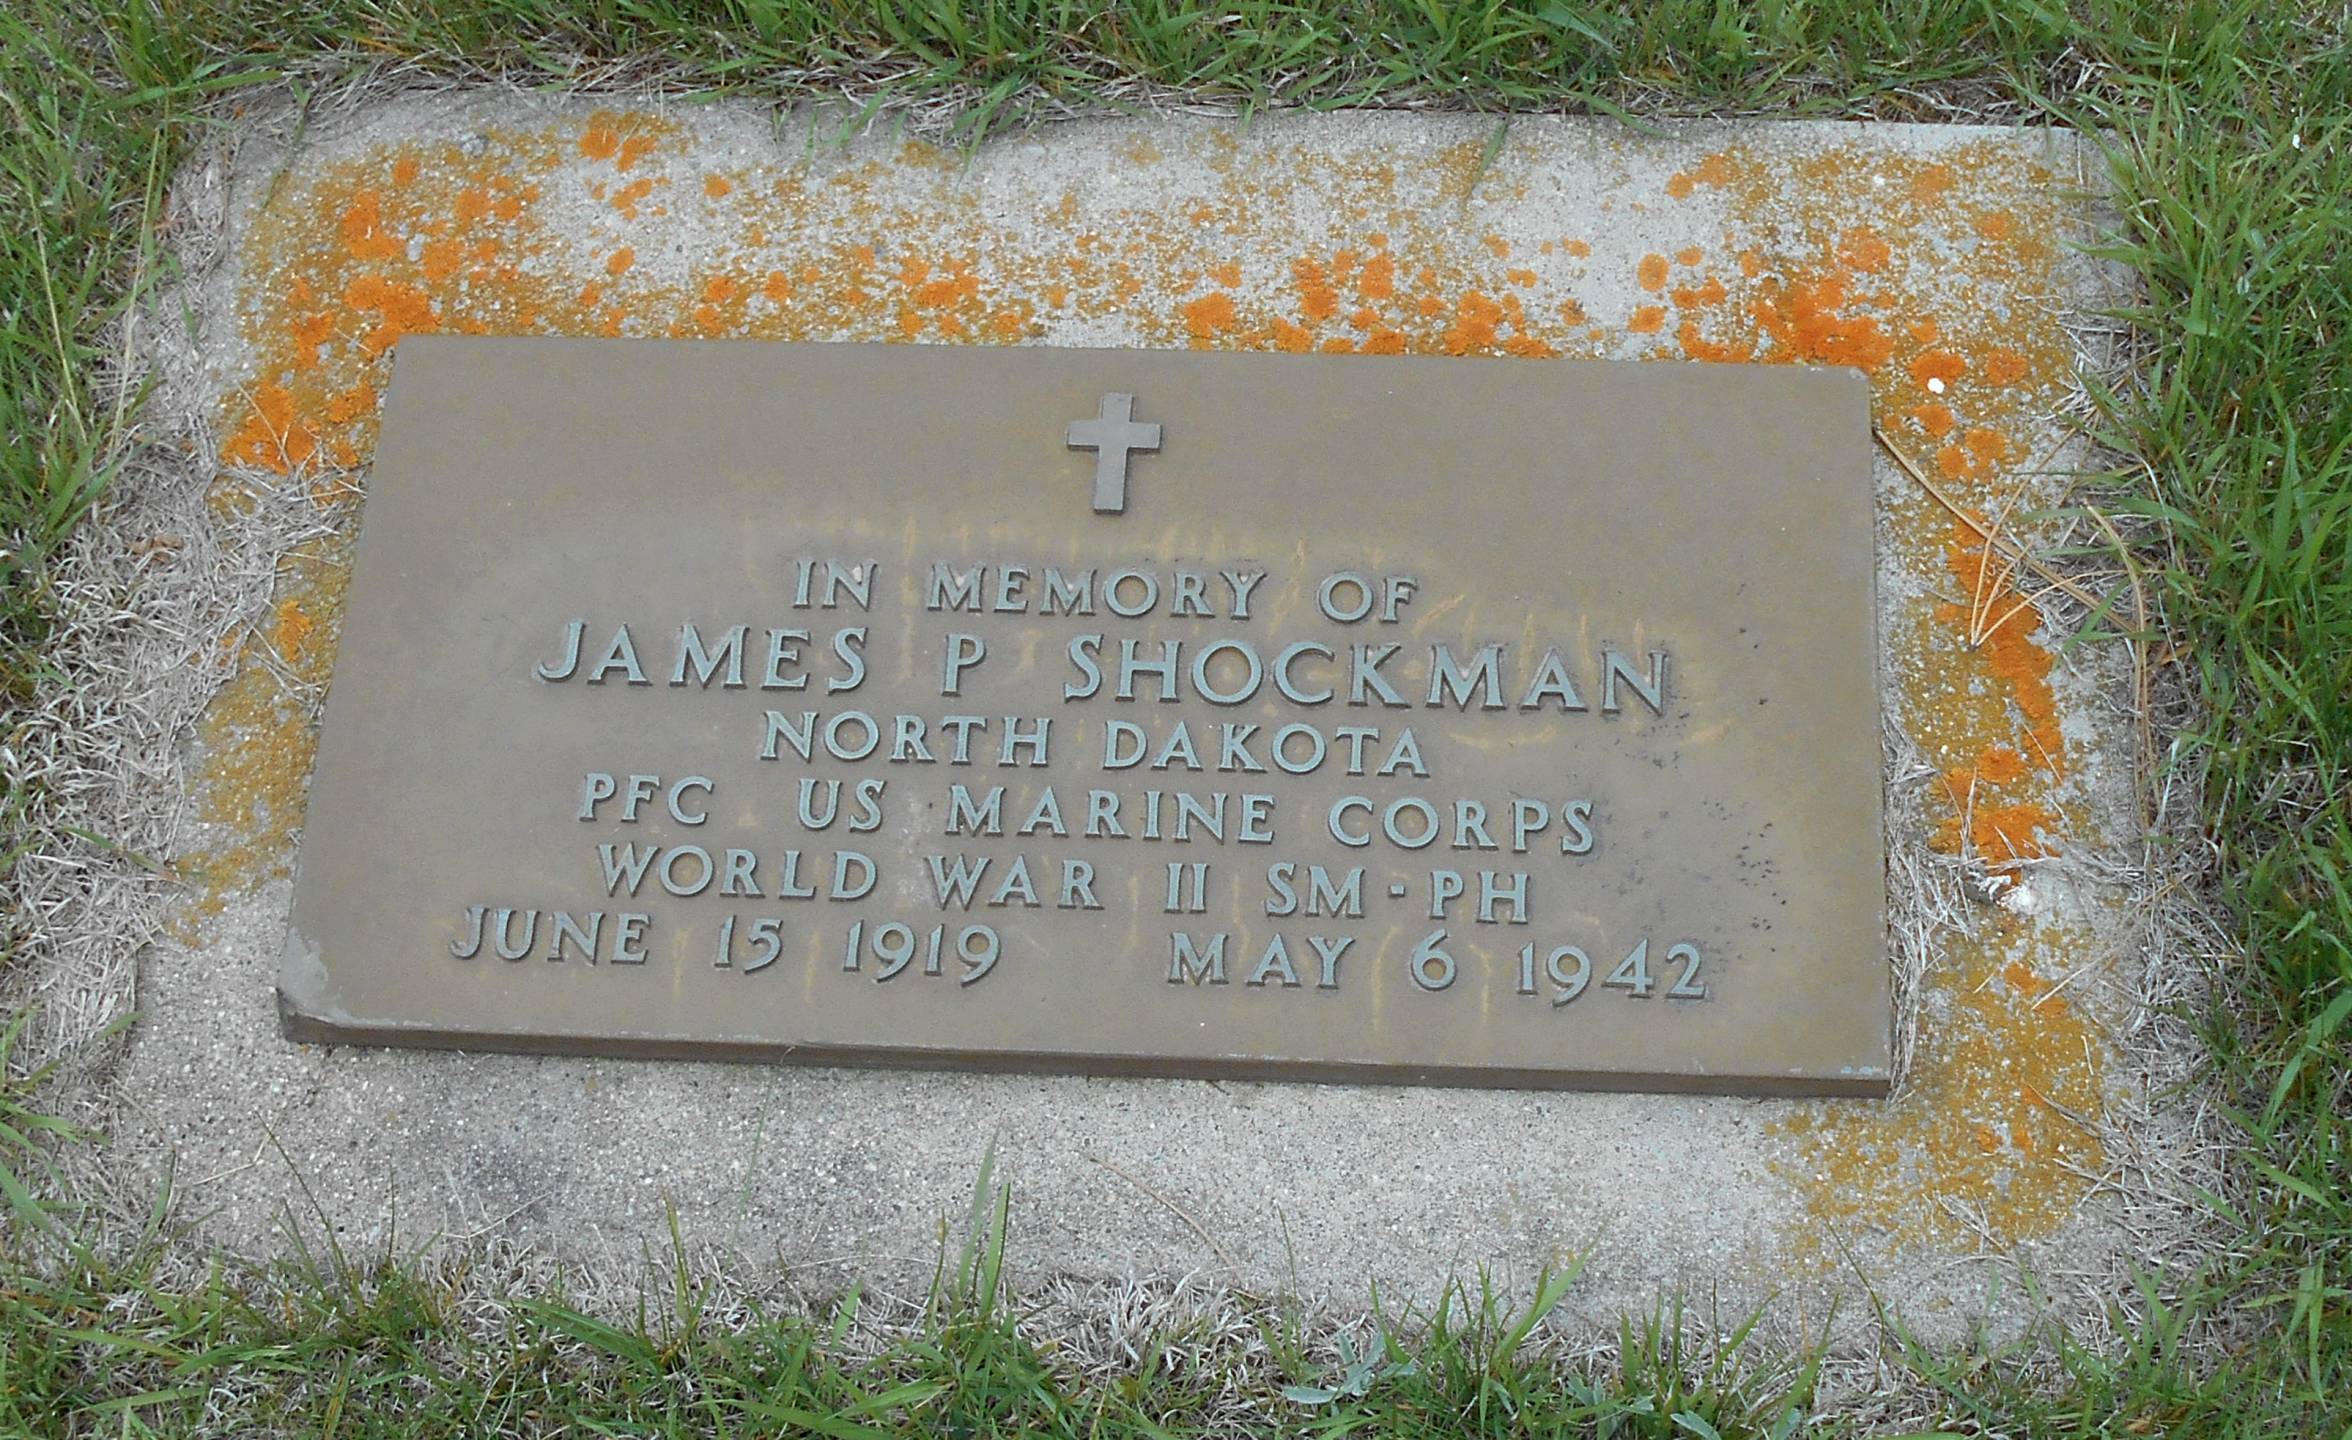 IN MEMORY OF
JAMES P SHOCKMAN
NORTH DAKOTA
PFC US MARINE CORPS
WORLD WAR II SM-PH
JUNE 15 1919 MAY 6 1942